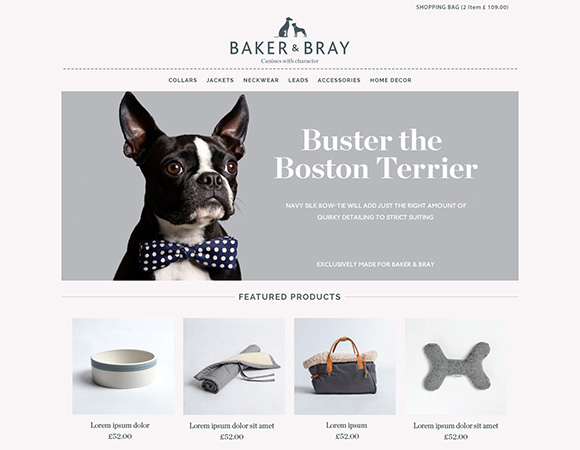 SHOPPING BAG (2 Item £ 109.00)
BAKER & BRAY
Canines with character
COLLARS JACKETS NECKWEAR LEADS ACCESSORIES HOME DECOR
Buster the
Boston Terrier
NAVY SILK BOW-TIE WILL ADD JUST THE RIGHT AMOUNT OF
QUIRKY DETAILING TO STRICT SUITING
EXCLUSIVELY MADE FOR BAKER & BRAY
FEATURED PRODUCTS
Lorem ipsum dolor
£52.00
Lorem ipsum dolor sit amet
£52.00
Lorem ipsum
£52.00
Lorem ipsum dolor sit amet
£52.00